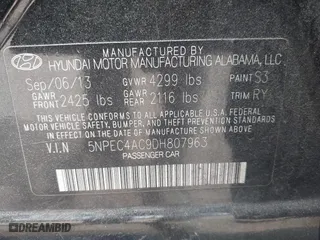 MANUFACTURED BY
HYUNDAI MOTOR MANUFACTURING ALABAMA, LLC
Sep/06/13 GVWR 4299 lbs PAINT S3
GAWR FRONT 2425 lbs GAWR REAR 2116 lbs TRIM RY
THIS VEHICLE CONFORMS TO ALL APPLICABLE U.S.A. FEDERAL MOTOR
VEHICLE SAFETY, BUMPER, AND THEFT PREVENTION STANDARDS
IN EFFECT ON THE DATE OF MANUFACTURE SHOWN ABOVE.
V.I.N 5NPEC4AC9DH807963
PASSENGER CAR
DREAMBID